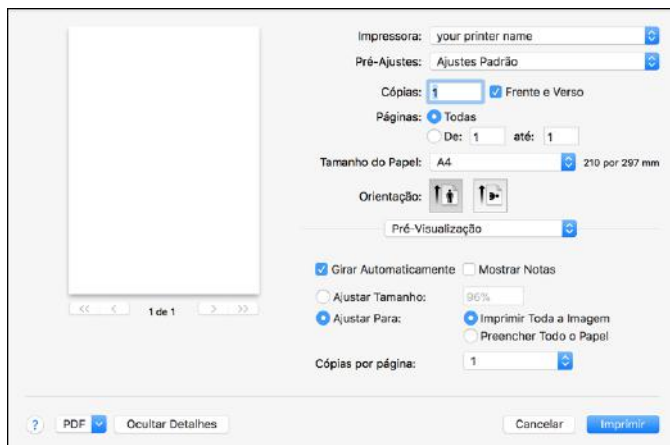 Impressora: your printer name
Pré-Ajustes: Ajustes Padrão
Cópias: 1 Frente e Verso
Páginas: Todas
De: 1 até: 1
Tamanho do Papel: A4 210 por 297 mm
Orientação:
Pré-Visualização
Girar Automaticamente Mostrar Notas
Ajustar Tamanho: 96%
Ajustar Para: Imprimir Toda a Imagem
Preencher Todo o Papel
Cópias por página: 1
1 de 1
? PDF Ocultar Detalhes Cancelar Imprimir